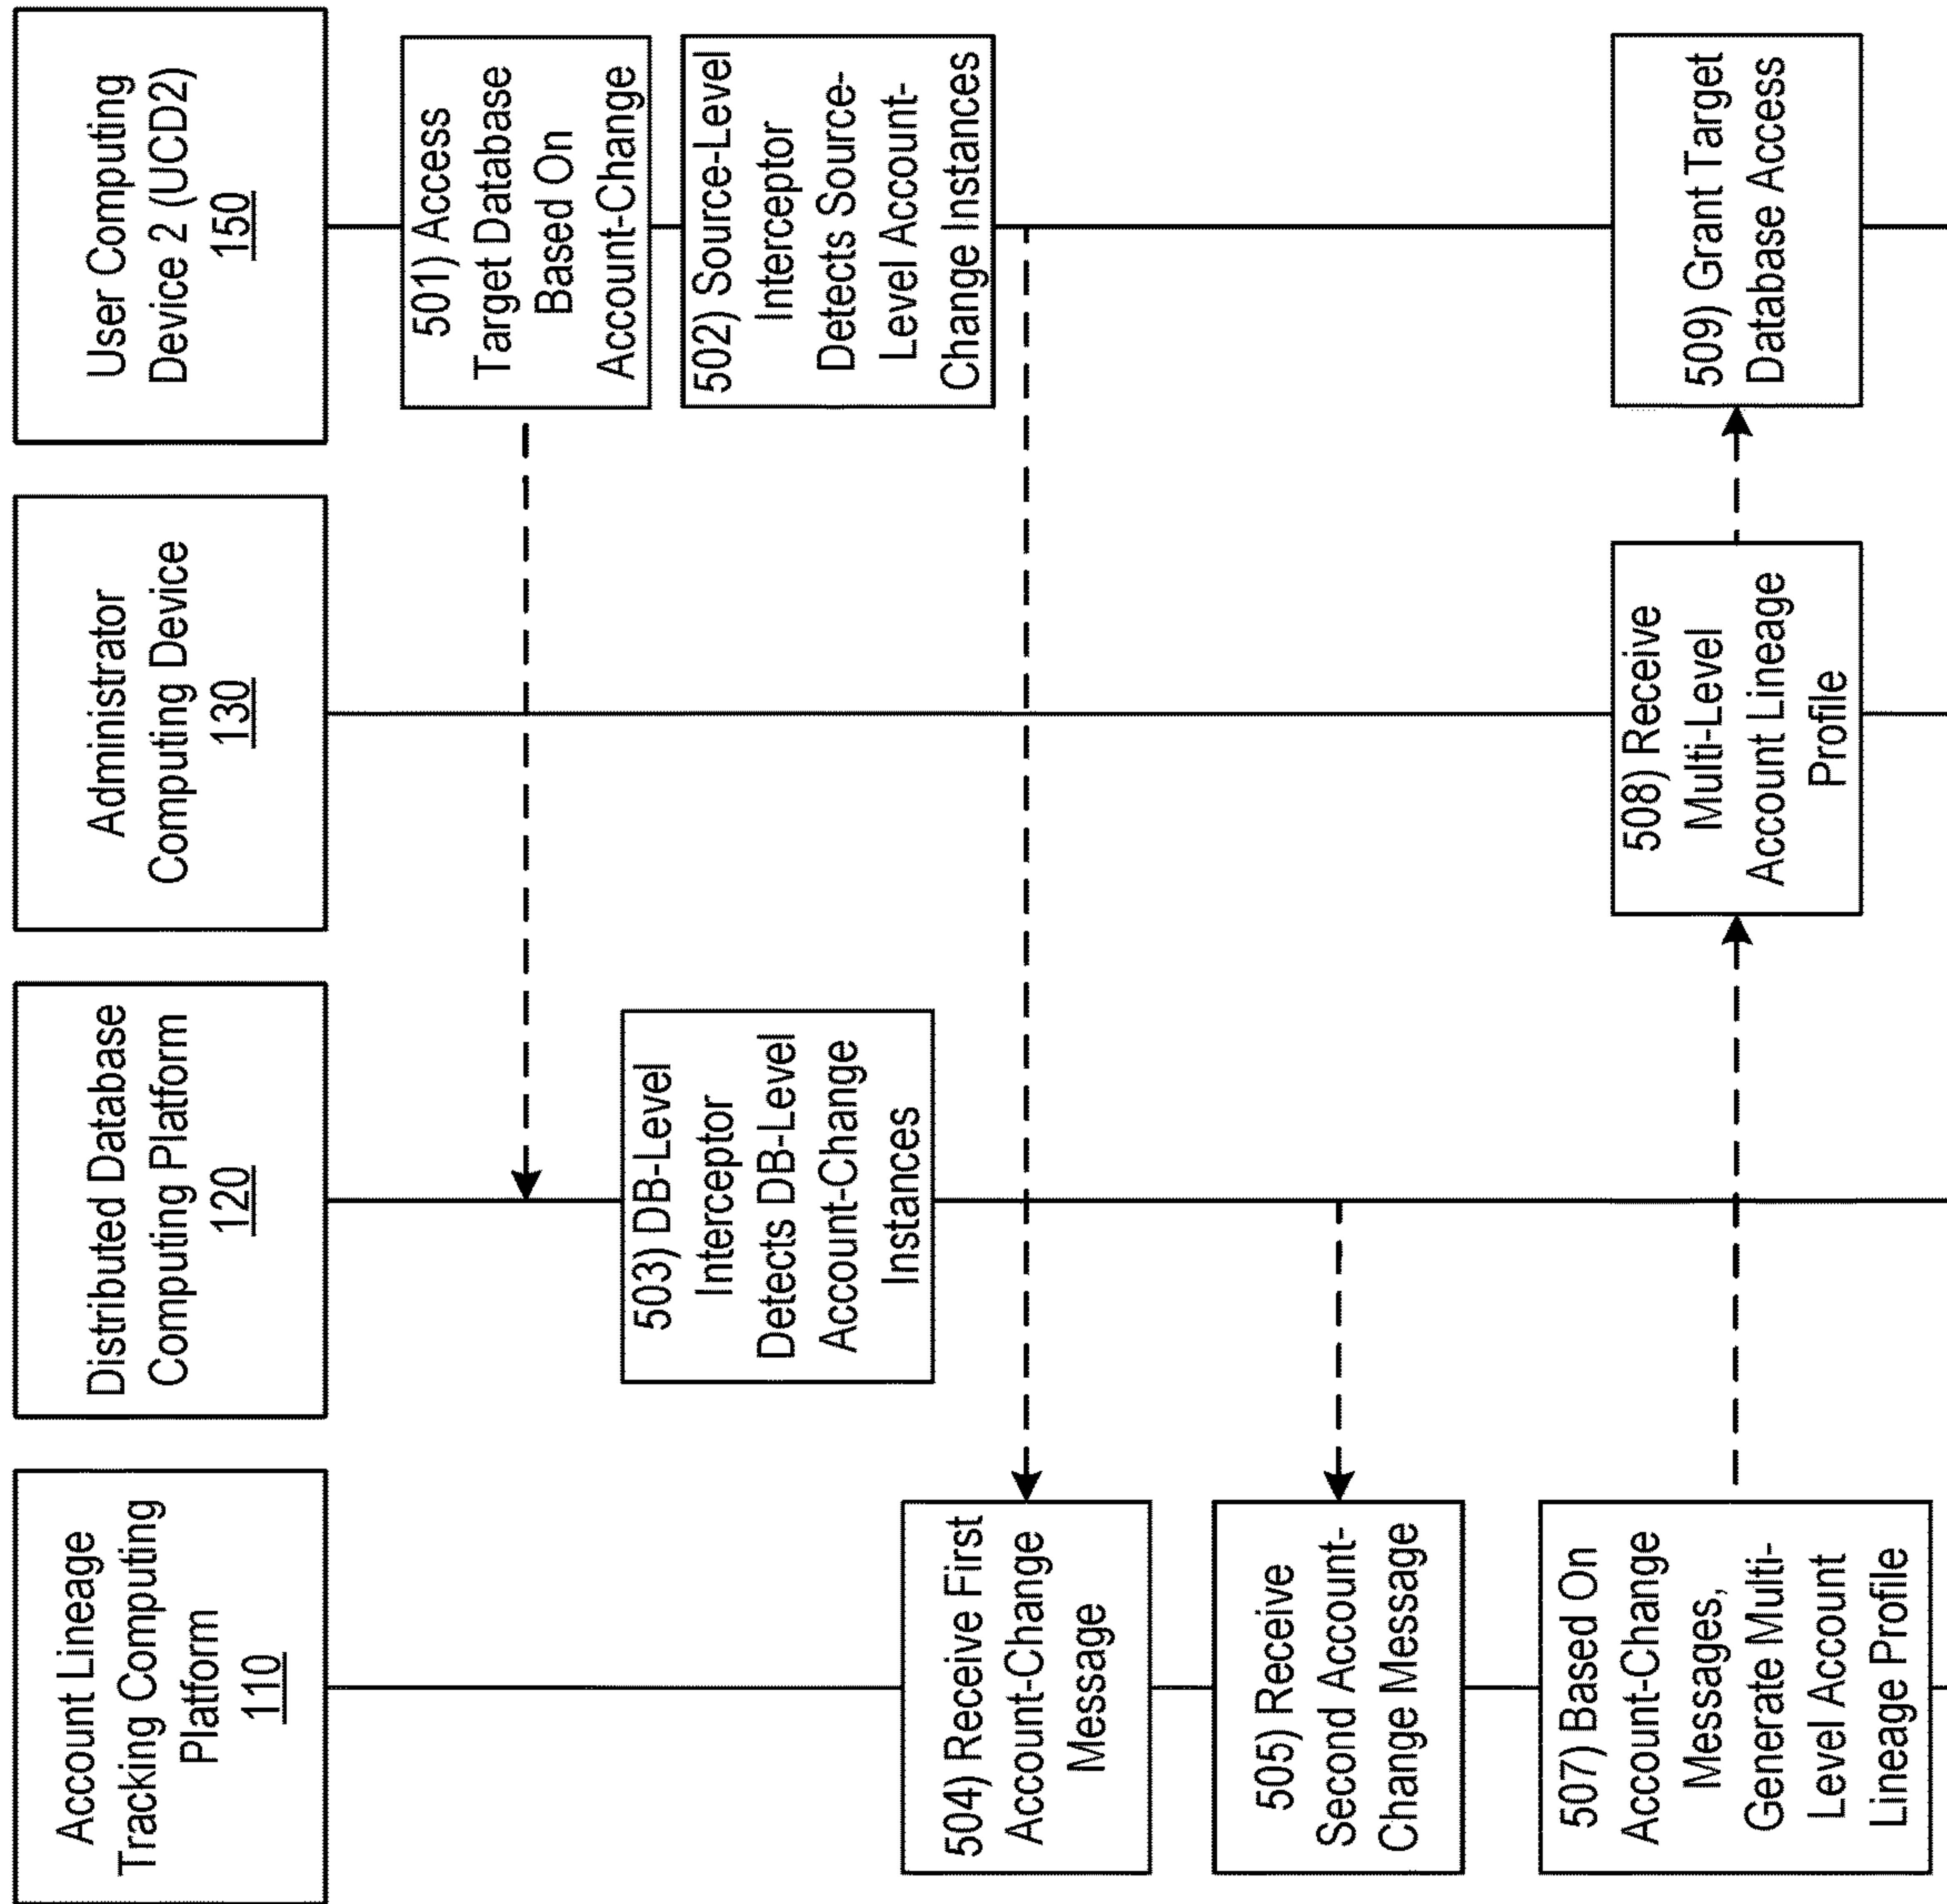 Account Lineage
Tracking Computing
Platform
110
Distributed Database
Computing Platform
120
Administrator
Computing Device
130
User Computing
Device 2 (UCD2)
150
501) Access
Target Database
Based On
Account-Change
502) Source-Level
Interceptor
Detects Source-
Level Account-
Change Instances
503) DB-Level
Interceptor
Detects DB-Level
Account-Change
Instances
504) Receive First
Account-Change
Message
505) Receive
Second Account-
Change Message
507) Based On
Account-Change
Messages,
Generate Multi-
Level Account
Lineage Profile
508) Receive
Multi-Level
Account Lineage
Profile
509) Grant Target
Database Access